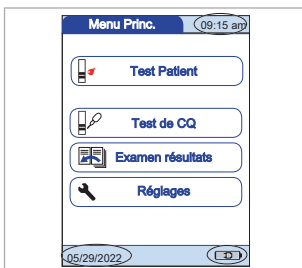 Menu Princ. 09:15 am
Test Patient
Test de CQ
Examen résultats
Réglages
05/29/2022